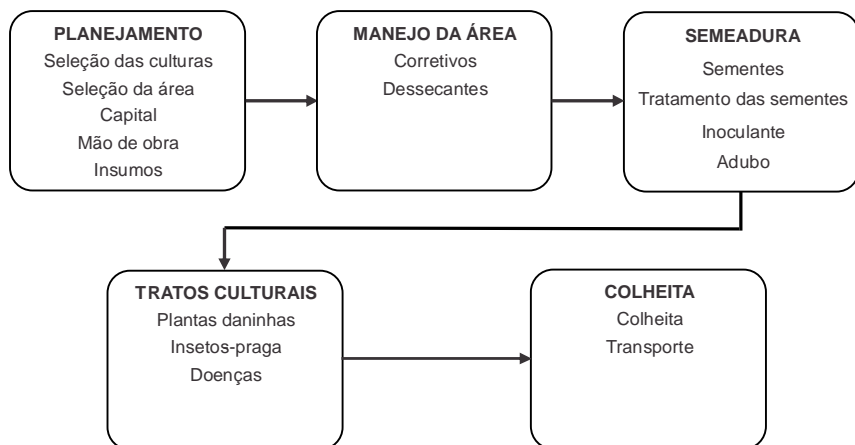 PLANEJAMENTO
Seleção das culturas
Seleção da área
Capital
Mão de obra
Insumos
MANEJO DA ÁREA
Corretivos
Dessecantes
SEMEADURA
Sementes
Tratamento das sementes
Inoculante
Adubo
TRATOS CULTURAIS
Plantas daninhas
Insetos-praga
Doenças
COLHEITA
Colheita
Transporte